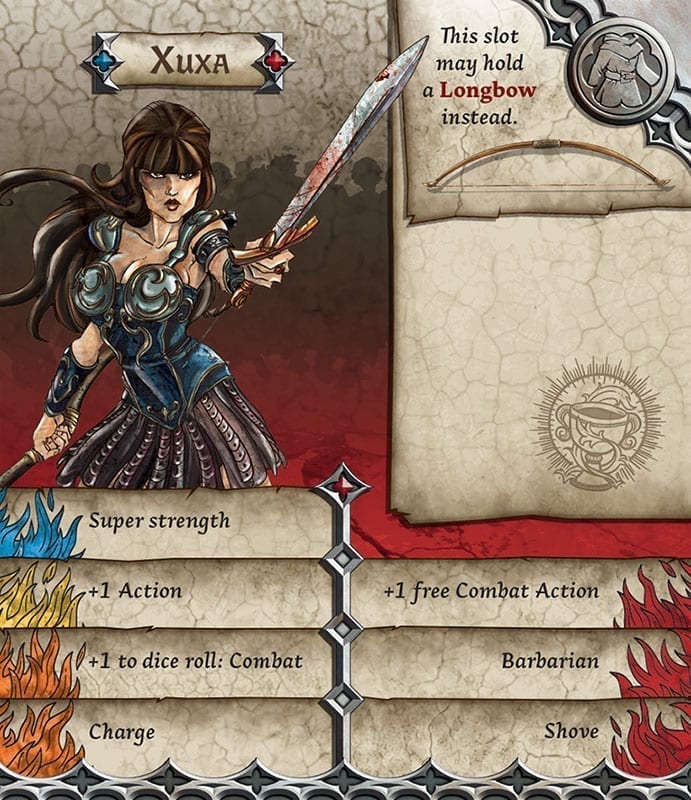 Xuxa
This slot
may hold
a Longbow
instead.
Super strength
+1 Action
+1 free Combat Action
+1 to dice roll: Combat
Barbarian
Charge
Shove